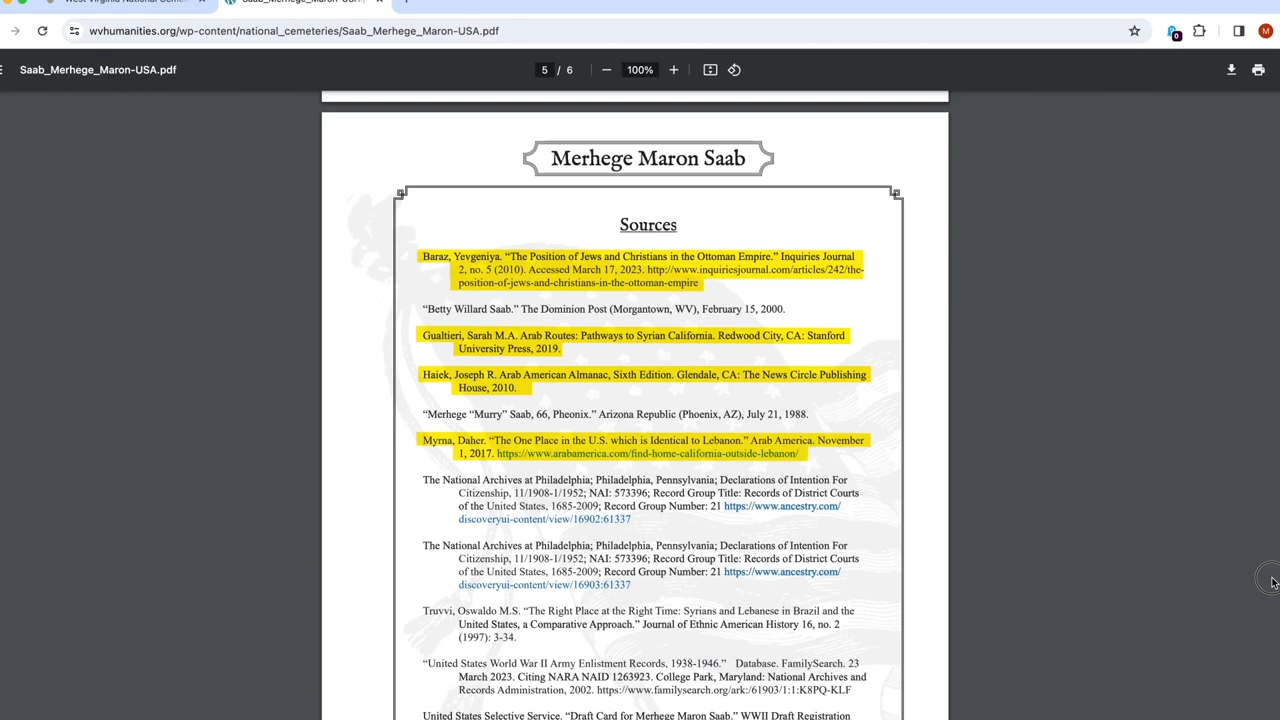 West Virginia National Cemet
Saab_Merhege_Maron-USA.pdf
wvhumanities.org/wp-content/national_cemeteries/Saab_Merhege_Maron-USA.pdf
0
M
Saab_Merhege_Maron-USA.pdf
5 / 6
100%
Merhege Maron Saab
Sources
Baraz, Yevgeniya. “The Position of Jews and Christians in the Ottoman Empire.” Inquiries Journal
2, no. 5 (2010). Accessed March 17, 2023. http://www.inquiriesjournal.com/articles/242/the-
position-of-jews-and-christians-in-the-ottoman-empire
“Betty Willard Saab.” The Dominion Post (Morgantown, WV), February 15, 2000.
Gualtieri, Sarah M.A. Arab Routes: Pathways to Syrian California. Redwood City, CA: Stanford
University Press, 2019.
Haiek, Joseph R. Arab American Almanac, Sixth Edition. Glendale, CA: The News Circle Publishing
House, 2010.
“Merhege “Murry” Saab, 66, Pheonix.” Arizona Republic (Phoenix, AZ), July 21, 1988.
Myrna, Daher. “The One Place in the U.S. which is Identical to Lebanon.” Arab America. November
1, 2017. https://www.arabamerica.com/find-home-california-outside-lebanon/
The National Archives at Philadelphia; Philadelphia, Pennsylvania; Declarations of Intention For
Citizenship, 11/1908-1/1952; NAI: 573396; Record Group Title: Records of District Courts
of the United States, 1685-2009; Record Group Number: 21 https://www.ancestry.com/
discoveryui-content/view/16902:61337
The National Archives at Philadelphia; Philadelphia, Pennsylvania; Declarations of Intention For
Citizenship, 11/1908-1/1952; NAI: 573396; Record Group Title: Records of District Courts
of the United States, 1685-2009; Record Group Number: 21 https://www.ancestry.com/
discoveryui-content/view/16903:61337
Truvvi, Oswaldo M.S. “The Right Place at the Right Time: Syrians and Lebanese in Brazil and the
United States, a Comparative Approach.” Journal of Ethnic American History 16, no. 2
(1997): 3-34.
“United States World War II Army Enlistment Records, 1938-1946.” Database. FamilySearch. 23
March 2023. Citing NARA NAID 1263923. College Park, Maryland: National Archives and
Records Administration, 2002. https://www.familysearch.org/ark:/61903/1:1:K8PQ-KLF
United States Selective Service. “Draft Card for Merhege Maron Saab.” WWII Draft Registration